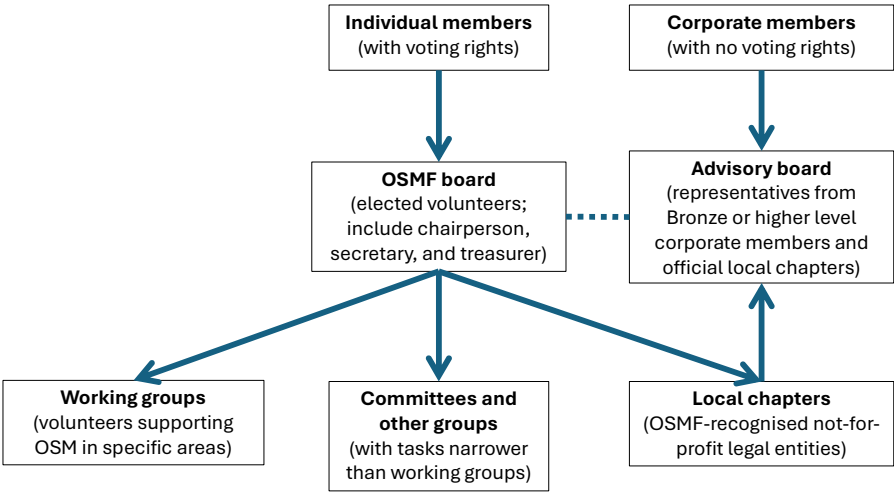 Individual members
(with voting rights)
Corporate members
(with no voting rights)
OSMF board
(elected volunteers;
include chairperson,
secretary, and treasurer)
Advisory board
(representatives from
Bronze or higher level
corporate members and
official local chapters)
Working groups
(volunteers supporting
OSM in specific areas)
Committees and
other groups
(with tasks narrower
than working groups)
Local chapters
(OSMF-recognised not-for-
profit legal entities)